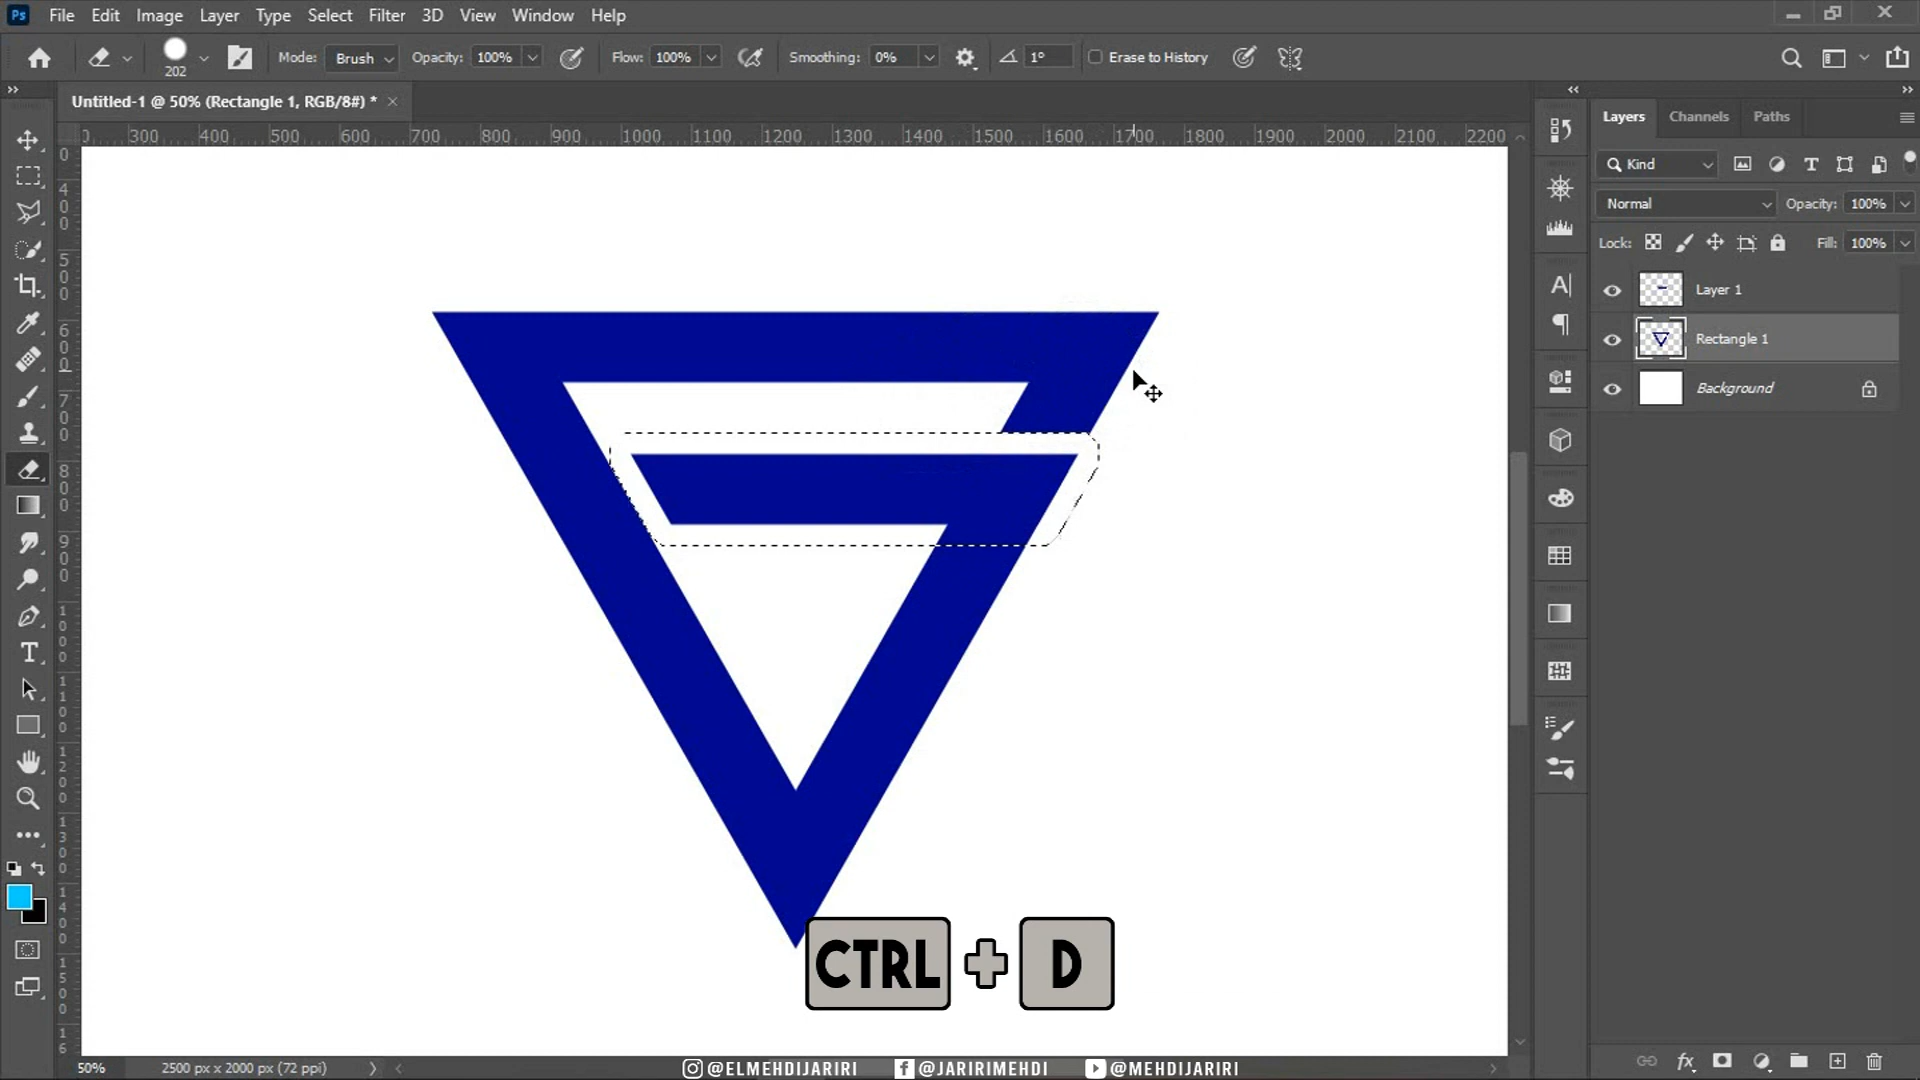 Ps File Edit Image Layer Type Select Filter 3D View Window Help
202 Mode: Brush Opacity: 100% Flow: 100% Smoothing: 0% 1° Erase to History
Untitled-1 @ 50% (Rectangle 1, RGB/8#) *
300 400 500 600 700 800 900 1000 1100 1200 1300 1400 1500 1600 1700 1800 1900 2000 2100 2200
Layers Channels Paths
Kind
Normal Opacity: 100%
Lock: Fill: 100%
Layer 1
Rectangle 1
Background
CTRL + D
50% 2500 px x 2000 px (72 ppi)
@ELMEHDIJARIRI @JARIRIMEHDI @MEHDIJARIRI